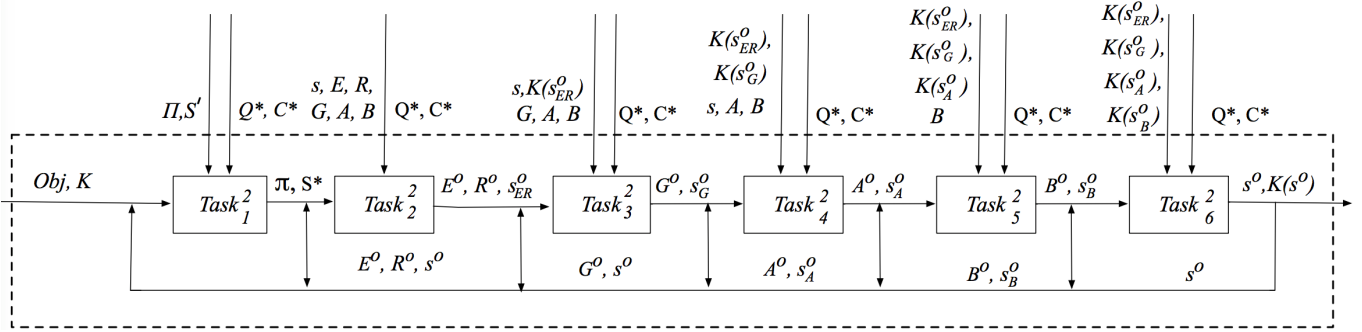 Π,S′
Q*, C*
s, E, R,
G, A, B
Q*, C*
s,K(s^o_ER)
G, A, B
Q*, C*
K(s^o_ER),
K(s^o_G)
s, A, B
Q*, C*
K(s^o_ER),
K(s^o_G),
K(s^o_A)
B
Q*, C*
K(s^o_ER),
K(s^o_G),
K(s^o_A),
K(s^o_B)
Q*, C*
Obj, K
Task^2_1
π, S*
Task^2_2
E^o, R^o, s^o_ER
Task^2_3
G^o, s^o_G
Task^2_4
A^o, s^o_A
Task^2_5
B^o, s^o_B
Task^2_6
s^o,K(s^o)
E^o, R^o, s^o
G^o, s^o
A^o, s^o_A
B^o, s^o_B
s^o